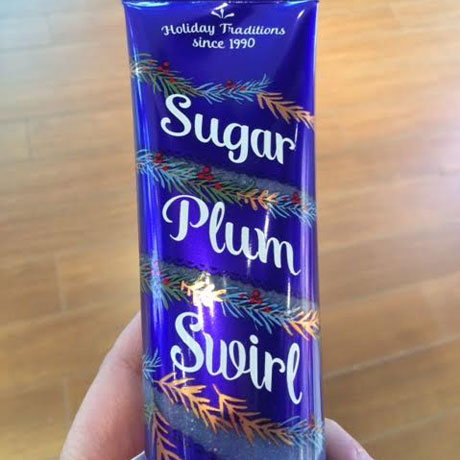 Holiday Traditions
since 1990
Sugar
Plum
Swirl